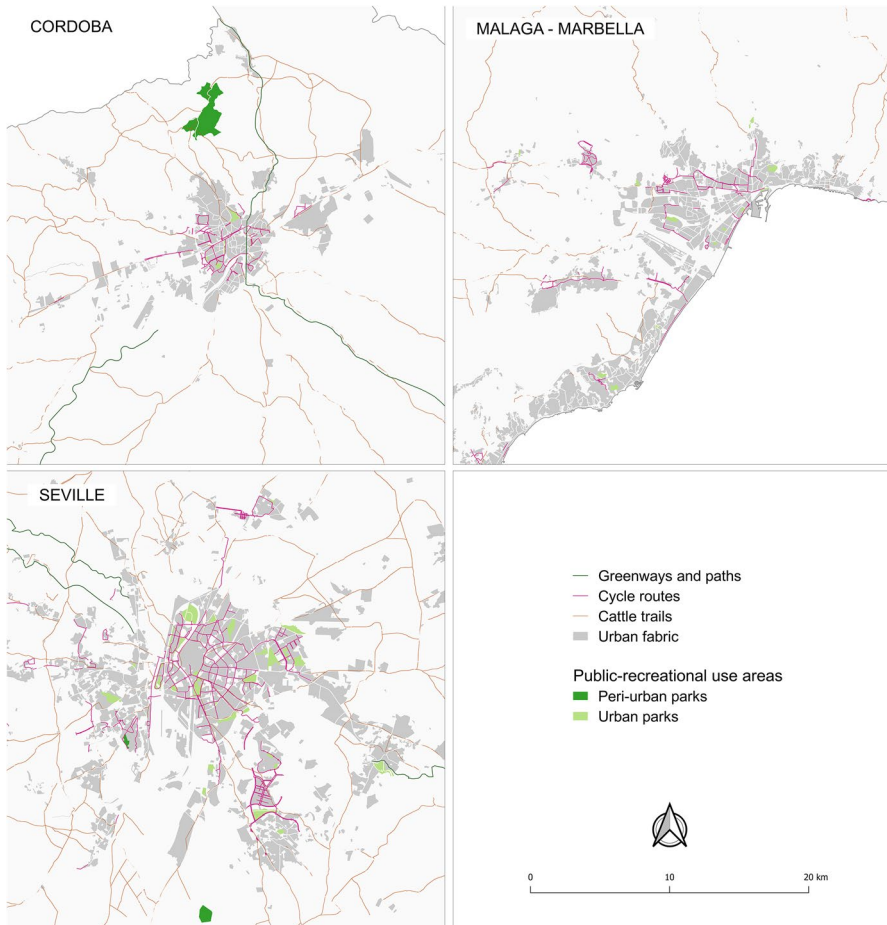 CORDOBA
MALAGA - MARBELLA
SEVILLE
Greenways and paths
Cycle routes
Cattle trails
Urban fabric
Public-recreational use areas
Peri-urban parks
Urban parks
0 10 20 km